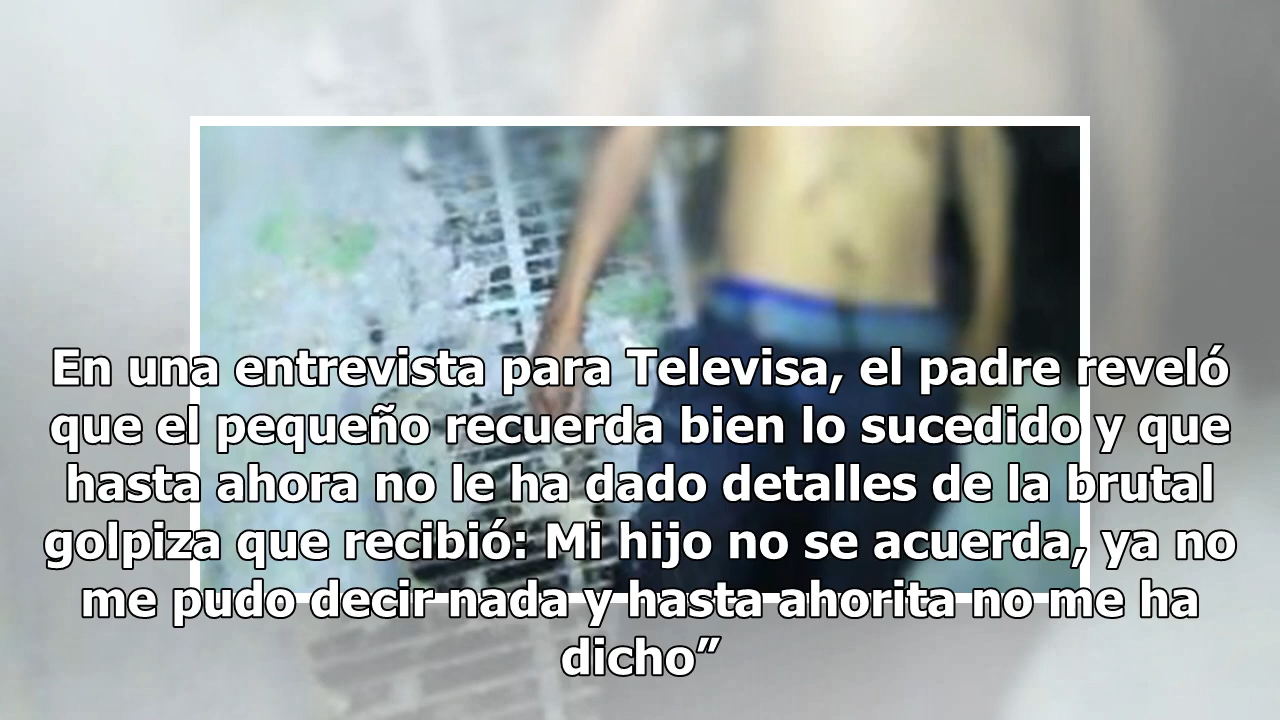 En una entrevista para Televisa, el padre reveló
que el pequeño recuerda bien lo sucedido y que
hasta ahora no le ha dado detalles de la brutal
golpiza que recibió: Mi hijo no se acuerda, ya no
me pudo decir nada y hasta ahorita no me ha
dicho”